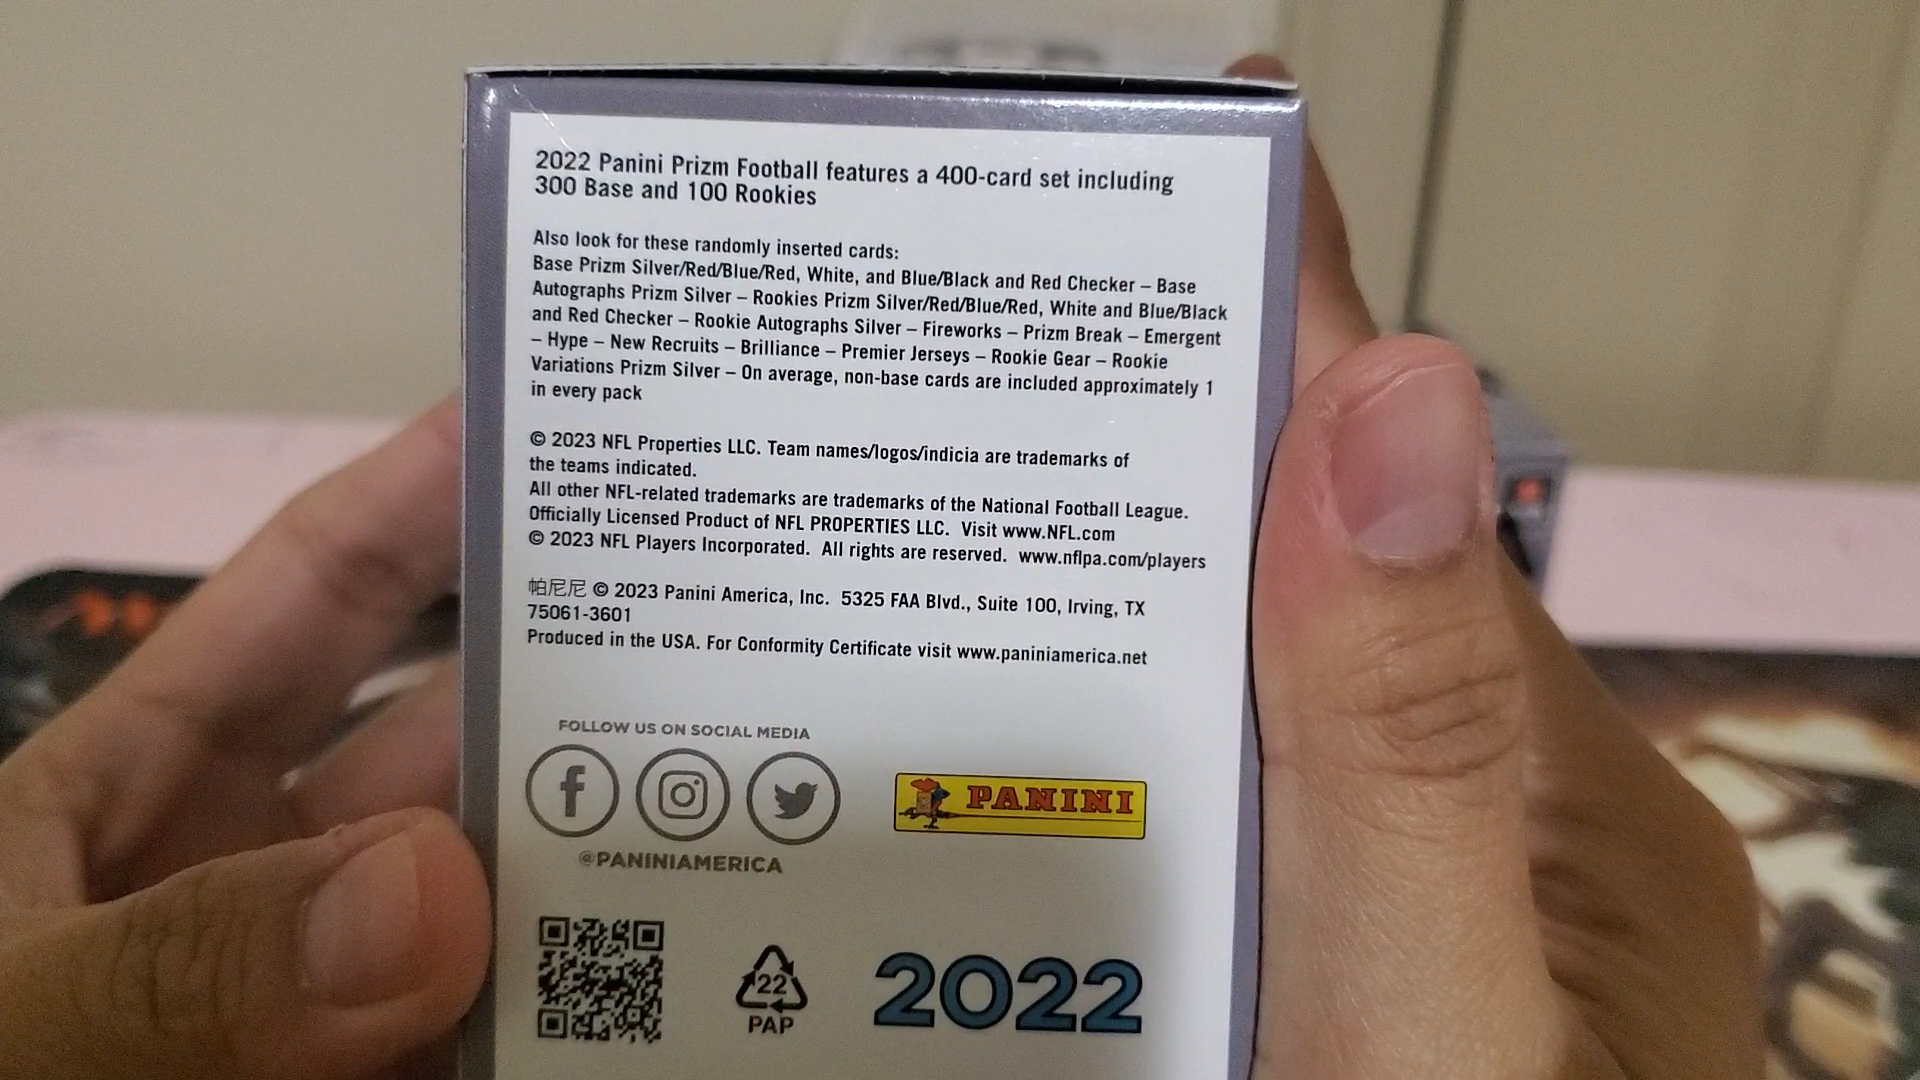 2022 Panini Prizm Football features a 400-card set including
300 Base and 100 Rookies
Also look for these randomly inserted cards:
Base Prizm Silver/Red/Blue/Red, White, and Blue/Black and Red Checker – Base
Autographs Prizm Silver – Rookies Prizm Silver/Red/Blue/Red, White and Blue/Black
and Red Checker – Rookie Autographs Silver – Fireworks – Prizm Break – Emergent
– Hype – New Recruits – Brilliance – Premier Jerseys – Rookie Gear – Rookie
Variations Prizm Silver – On average, non-base cards are included approximately 1
in every pack
© 2023 NFL Properties LLC. Team names/logos/indicia are trademarks of
the teams indicated.
All other NFL-related trademarks are trademarks of the National Football League.
Officially Licensed Product of NFL PROPERTIES LLC. Visit www.NFL.com
© 2023 NFL Players Incorporated. All rights are reserved. www.nflpa.com/players
帕尼尼 © 2023 Panini America, Inc. 5325 FAA Blvd., Suite 100, Irving, TX
75061-3601
Produced in the USA. For Conformity Certificate visit www.paniniamerica.net
FOLLOW US ON SOCIAL MEDIA
PANINI
@PANINIAMERICA
22
PAP
2022